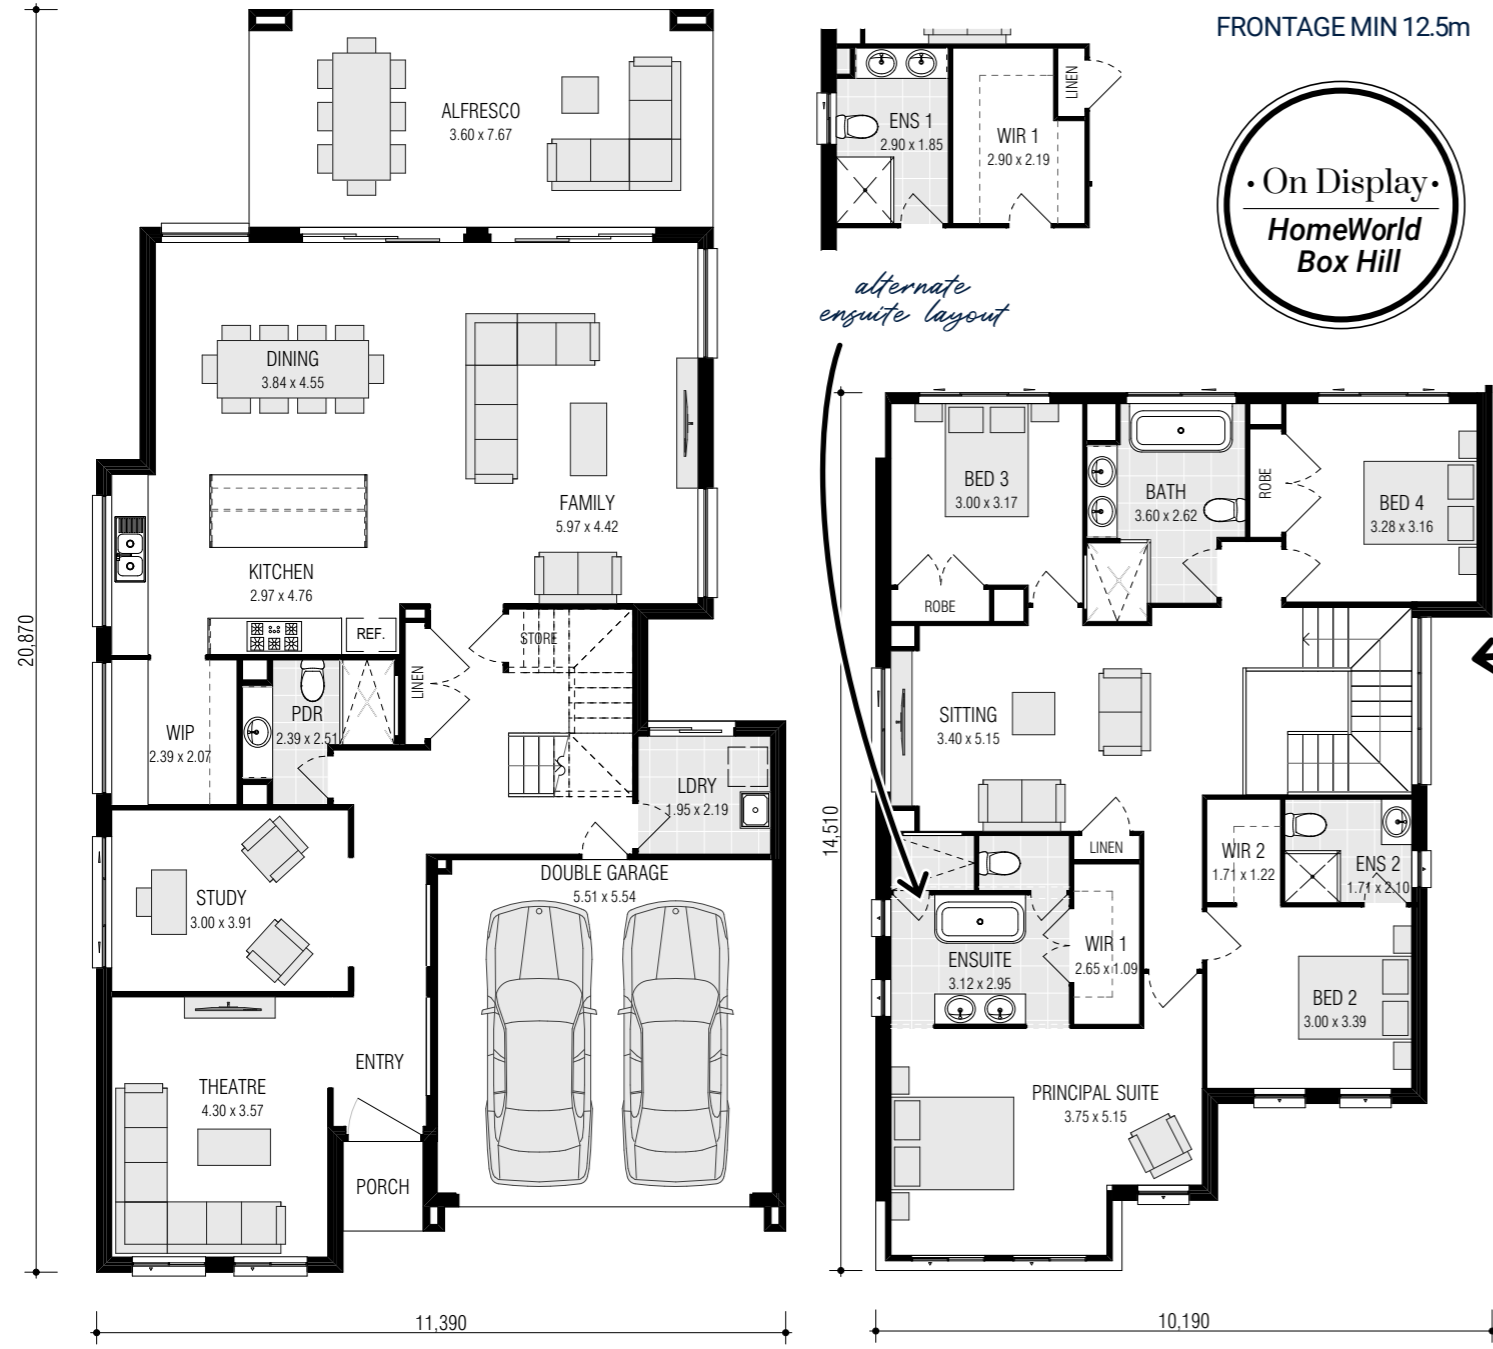 FRONTAGE MIN 12.5m
• On Display •
HomeWorld
Box Hill
ALFRESCO
3.60 x 7.67
DINING
3.84 x 4.55
FAMILY
5.97 x 4.42
KITCHEN
2.97 x 4.76
REF.
LINEN
STORE
WIP
2.39 x 2.07
PDR
2.39 x 2.51
LDRY
1.95 x 2.19
STUDY
3.00 x 3.91
DOUBLE GARAGE
5.51 x 5.54
THEATRE
4.30 x 3.57
ENTRY
PORCH
20,870
11,390
ENS 1
2.90 x 1.85
WIR 1
2.90 x 2.19
LINEN
alternate
ensuite layout
BED 3
3.00 x 3.17
ROBE
BATH
3.60 x 2.62
ROBE
BED 4
3.28 x 3.16
SITTING
3.40 x 5.15
LINEN
WIR 2
1.71 x 1.22
ENS 2
1.71 x 2.10
ENSUITE
3.12 x 2.95
WIR 1
2.65 x 1.09
BED 2
3.00 x 3.39
PRINCIPAL SUITE
3.75 x 5.15
14,510
10,190